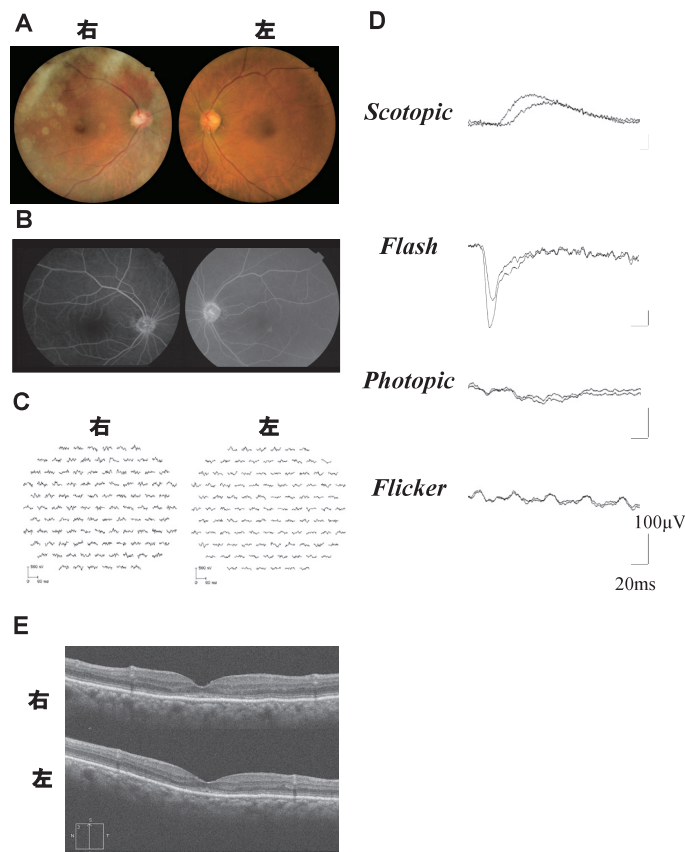 A
右
左
B
C
右
左
D
Scotopic
Flash
Photopic
Flicker
100μV
20ms
E
右
左